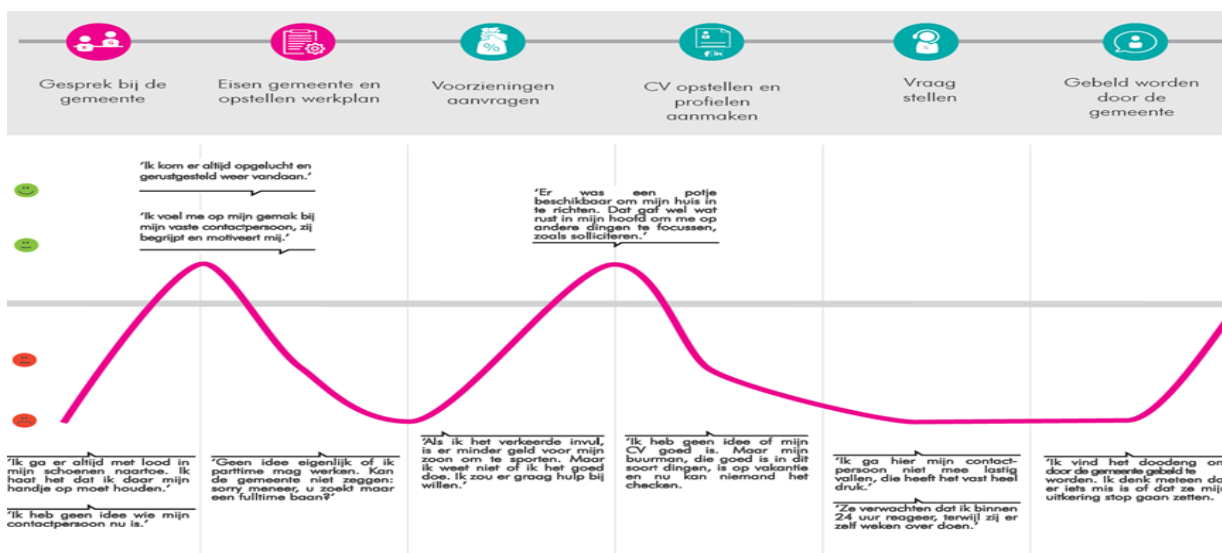 Gesprek bij de
gemeente
Eisen gemeente en
opstellen werkplan
Voorzieningen
aanvragen
CV opstellen en
profielen
aanmaken
Vraag
stellen
Gebeld worden
door de
gemeente
%
'Ik kom er altijd opgelucht en
gerustgesteld weer vandaan.'
'Ik voel me op mijn gemak bij
mijn vaste contactpersoon, zij
begrijpt en motiveert mij.'
'Er was een potje
beschikbaar om mijn huis in
te richten. Dat gaf wel wat
rust in mijn hoofd om me op
andere dingen te focussen,
zoals solliciteren.'
'Ik ga er altijd met lood in
mijn schoenen naartoe. Ik
haat het dat ik daar mijn
handje op moet houden.'
'Ik heb geen idee wie mijn
contactpersoon nu is.'
'Geen idee eigenlijk of ik
parttime mag werken. Kan
de gemeente niet zeggen:
sorry meneer, u zoekt maar
een fulltime baan?'
'Als ik het verkeerde invul,
is er minder geld voor mijn
zoon om te sporten. Maar
ik weet niet of ik het goed
doe. Ik zou er graag hulp bij
willen.'
'Ik heb geen idee of mijn
CV goed is. Maar mijn
buurman, die goed is in dit
soort dingen, is op vakantie
en nu kan niemand het
checken.
'Ik ga hier mijn contact-
persoon niet mee lastig
vallen, die heeft het vast heel
druk.'
'Ze verwachten dat ik binnen
24 uur reageer, terwijl zij er
zelf weken over doen.'
'Ik vind het doodeng om
door de gemeente gebeld te
worden. Ik denk meteen dat
er iets mis is of dat ze mijn
uitkering stop gaan zetten.